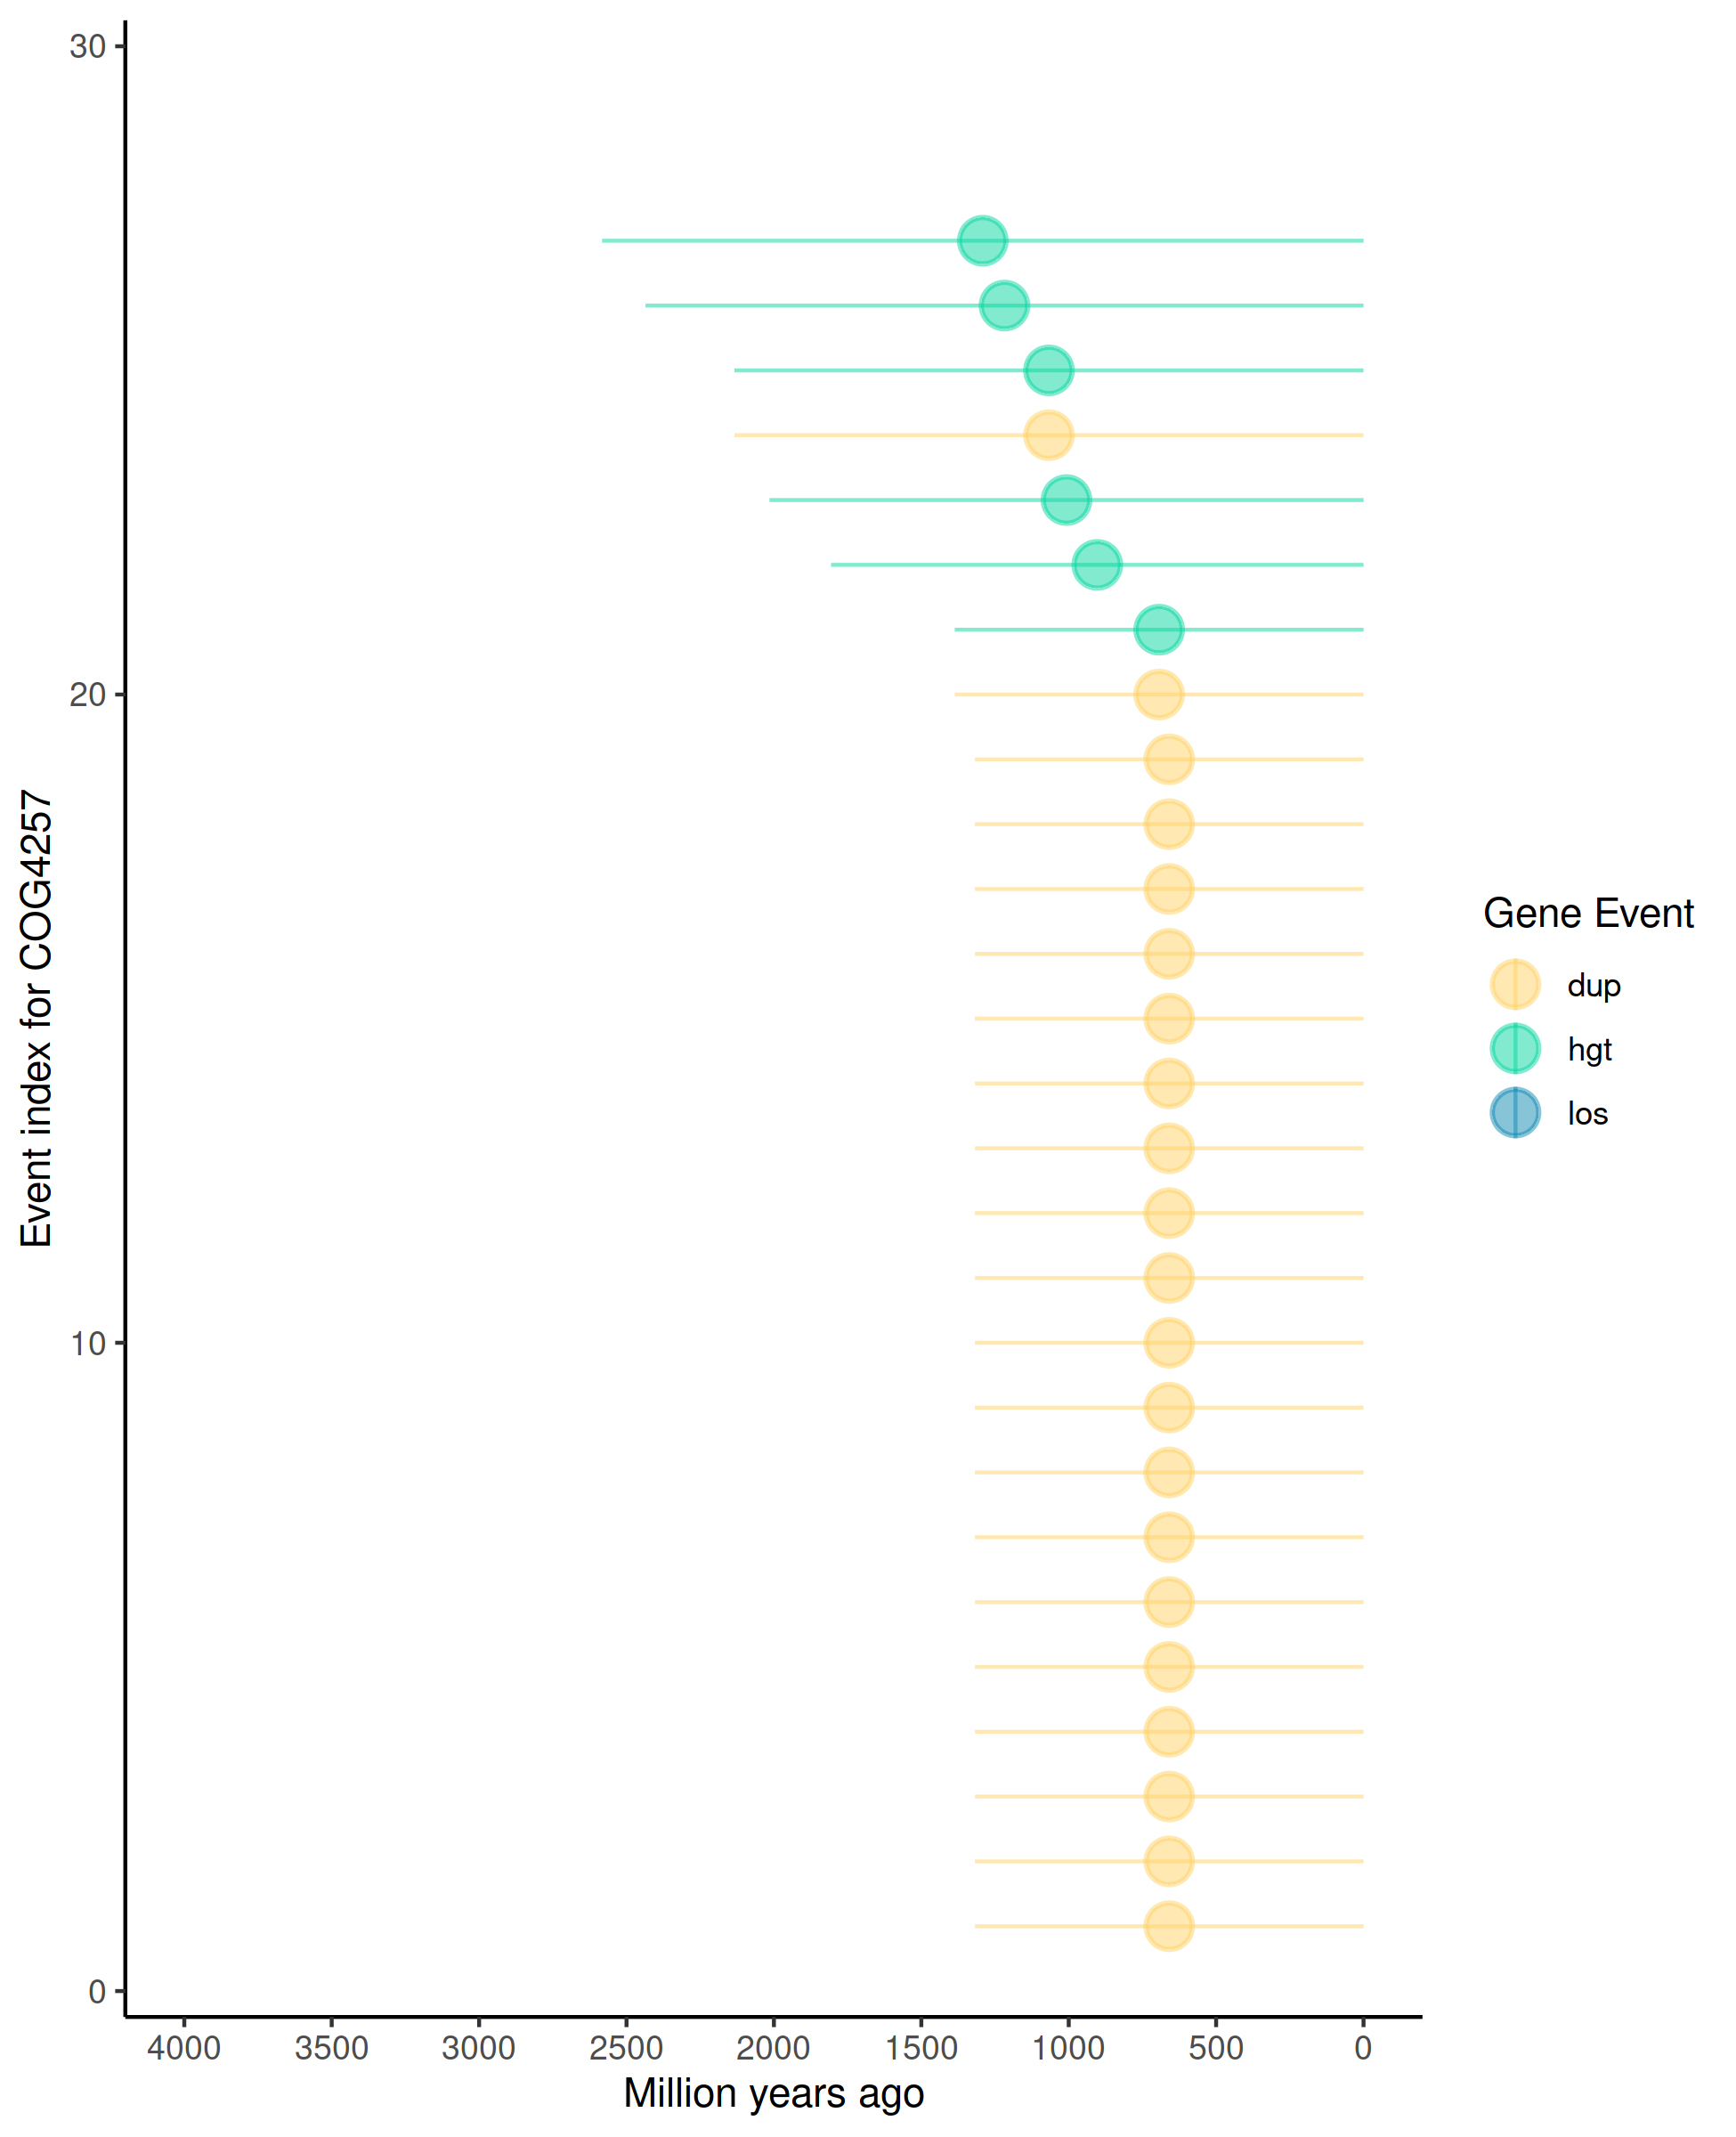 30
20
10
0
Event index for COG4257
4000 3500 3000 2500 2000 1500 1000 500 0
Million years ago
Gene Event
dup
hgt
los